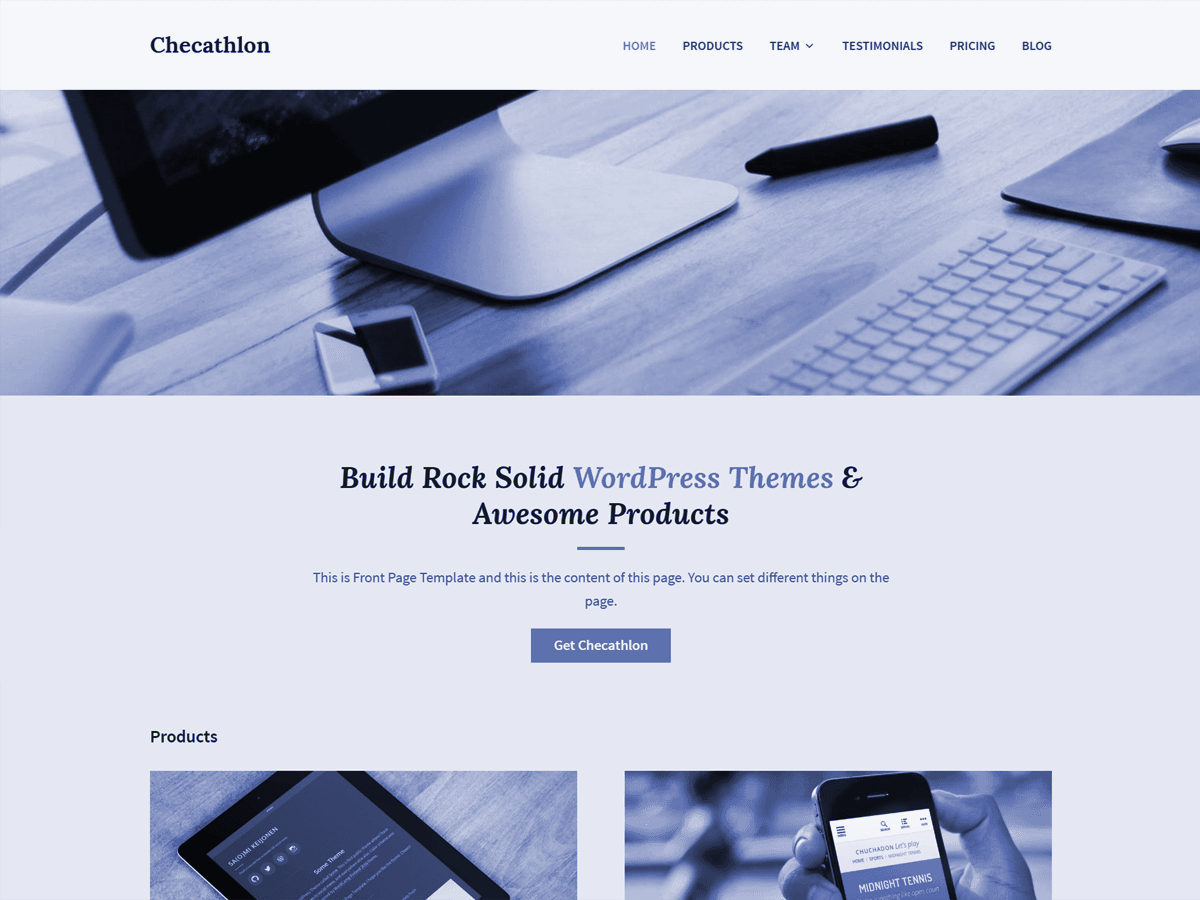 Checathlon
HOME PRODUCTS TEAM TESTIMONIALS PRICING BLOG
Build Rock Solid WordPress Themes &
Awesome Products
This is Front Page Template and this is the content of this page. You can set different things on the
page.
Get Checathlon
Products
SA(O)MI KEIJONEN
Some Theme
CHUCHADON Let's play
HOME SPORTS MIDNIGHT TENNIS
MIDNIGHT TENNIS